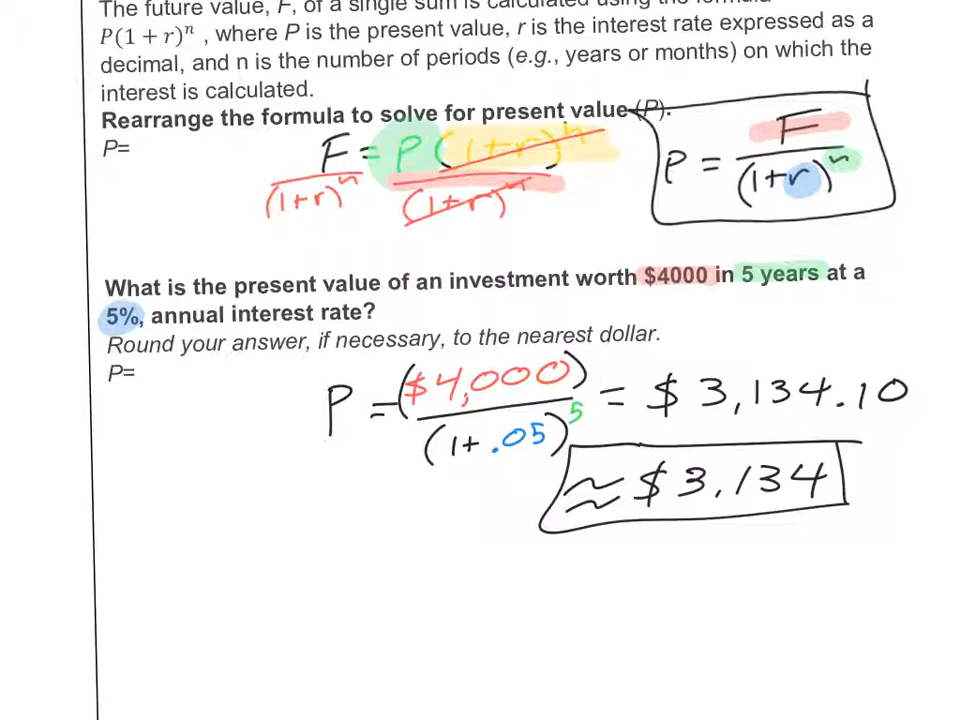 The future value, F, of a single sum is calculated using the formula
P(1 + r)ⁿ , where P is the present value, r is the interest rate expressed as a
decimal, and n is the number of periods (e.g., years or months) on which the
interest is calculated.
Rearrange the formula to solve for present value (P).
P=
F = P(1+r)ⁿ
(1+r)ⁿ (1+r)ⁿ
P = F / (1+r)ⁿ
What is the present value of an investment worth $4000 in 5 years at a
5%, annual interest rate?
Round your answer, if necessary, to the nearest dollar.
P=
P = ($4,000) / (1+ .05)⁵ = $3,134.10
≈ $3,134